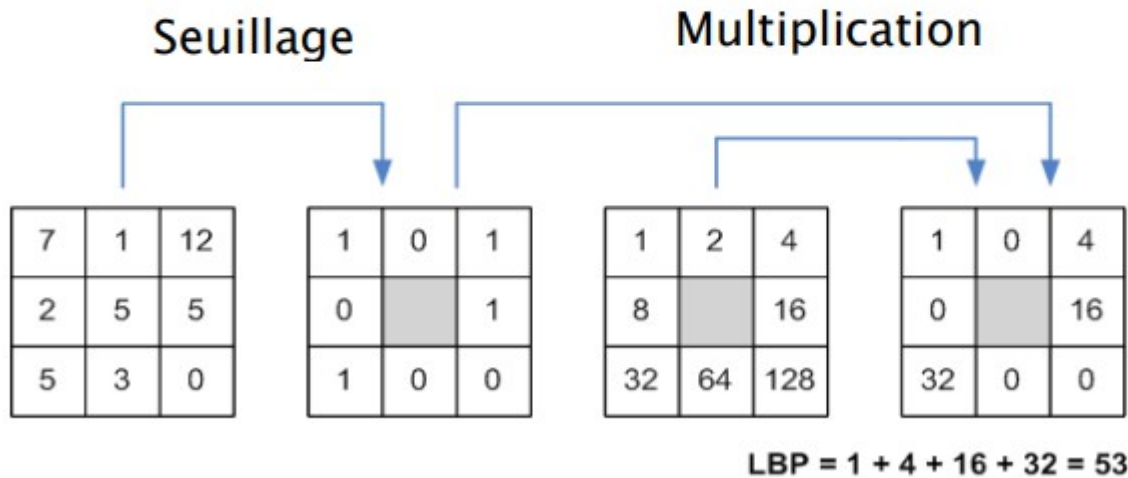 Seuillage Multiplication
7 1 12 1 0 1 1 2 4 1 0 4
2 5 5 0 1 8 16 0 16
5 3 0 1 0 0 32 64 128 32 0 0
LBP = 1 + 4 + 16 + 32 = 53